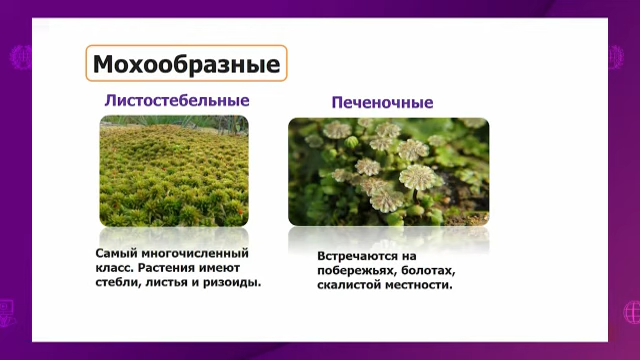 Мохообразные
Листостебельные
Печеночные
Самый многочисленный
класс. Растения имеют
стебли, листья и ризоиды.
Встречаются на
побережьях, болотах,
скалистой местности.